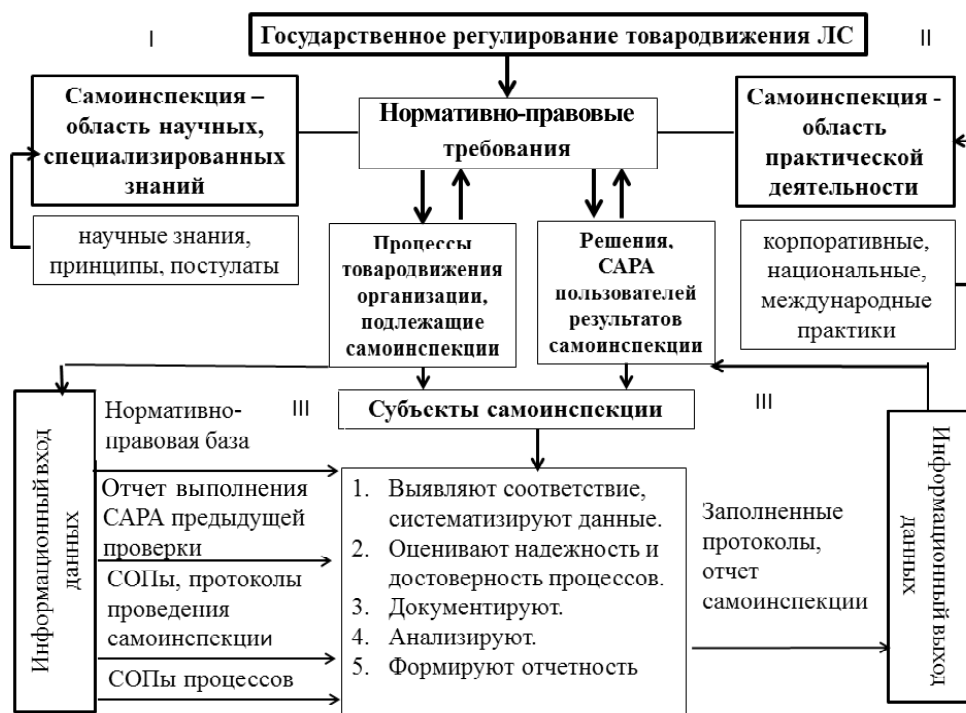 I
Государственное регулирование товародвижения ЛС
II
Самоинспекция –
область научных,
специализированных
знаний
Нормативно-правовые
требования
Самоинспекция -
область
практической
деятельности
научные знания,
принципы, постулаты
Процессы
товародвижения
организации,
подлежащие
самоинспекции
Решения,
САРА
пользователей
результатов
самоинспекции
корпоративные,
национальные,
международные
практики
III
Субъекты самоинспекции
III
Информационный вход
данных
Нормативно-
правовая база
Отчет выполнения
САРА предыдущей
проверки
СОПы, протоколы
проведения
самоинспскции
СОПы процессов
1. Выявляют соответствие,
систематизируют данные.
2. Оценивают надежность и
достоверность процессов.
3. Документируют.
4. Анализируют.
5. Формируют отчетность
Заполненные
протоколы,
отчет
самоинспекции
Информационный выход
данных